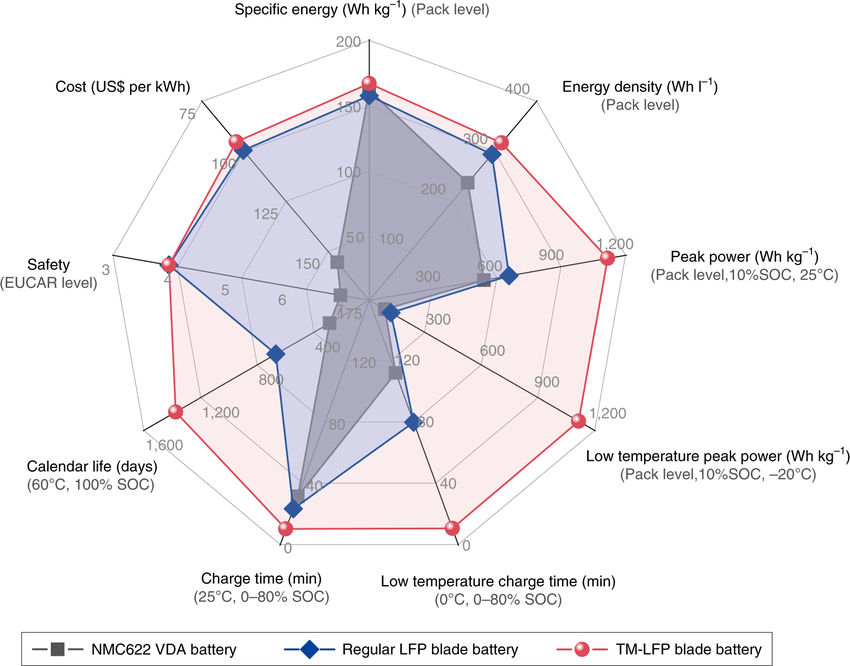 Specific energy (Wh kg⁻¹) (Pack level)
200
150
100
50
Energy density (Wh l⁻¹)
(Pack level)
400
300
200
100
Peak power (Wh kg⁻¹)
(Pack level,10%SOC, 25°C)
1,200
900
600
300
Low temperature peak power (Wh kg⁻¹)
(Pack level,10%SOC, –20°C)
1,200
900
600
300
Low temperature charge time (min)
(0°C, 0–80% SOC)
0
40
80
120
Charge time (min)
(25°C, 0–80% SOC)
0
40
80
120
Calendar life (days)
(60°C, 100% SOC)
1,600
1,200
800
400
Safety
(EUCAR level)
3
4
5
6
Cost (US$ per kWh)
75
100
125
150
175
NMC622 VDA battery
Regular LFP blade battery
TM-LFP blade battery